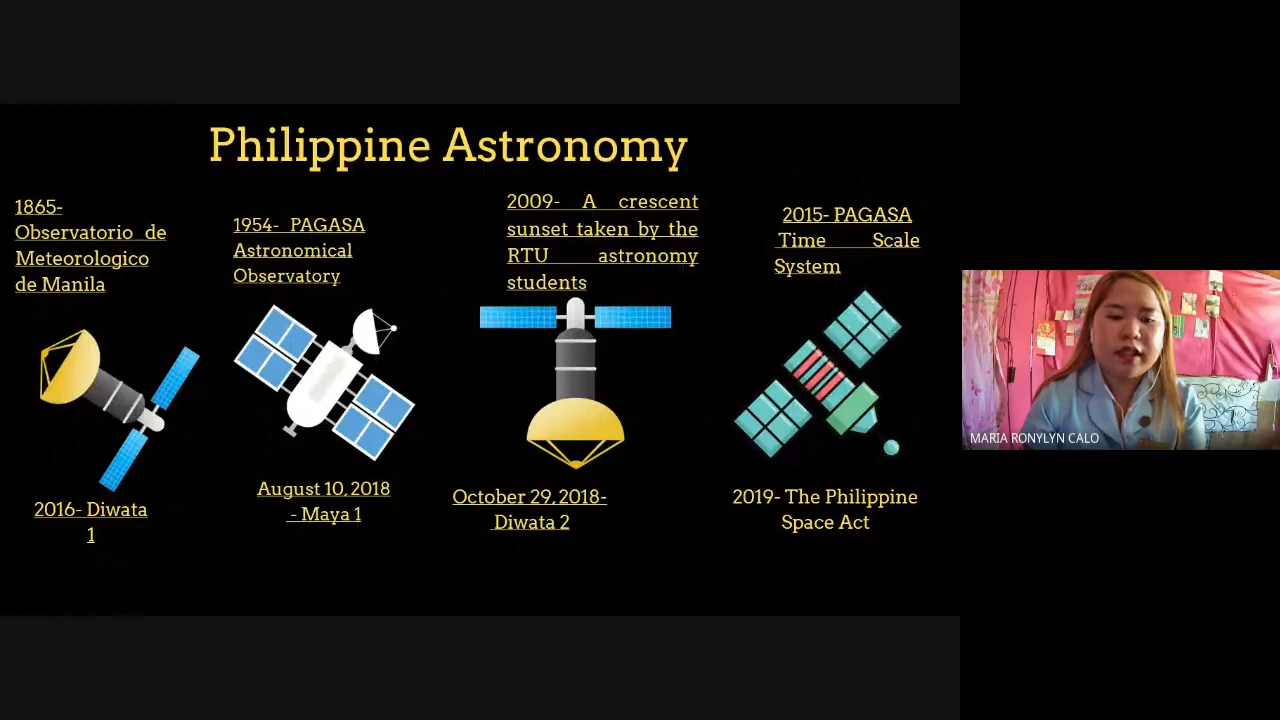 Philippine Astronomy
1865-
Observatorio de
Meteorologico
de Manila
1954- PAGASA
Astronomical
Observatory
2009- A crescent
sunset taken by the
RTU astronomy
students
2015- PAGASA
Time Scale
System
2016- Diwata
1
August 10, 2018
- Maya 1
October 29, 2018-
Diwata 2
2019- The Philippine
Space Act
MARIA RONYLYN CALO